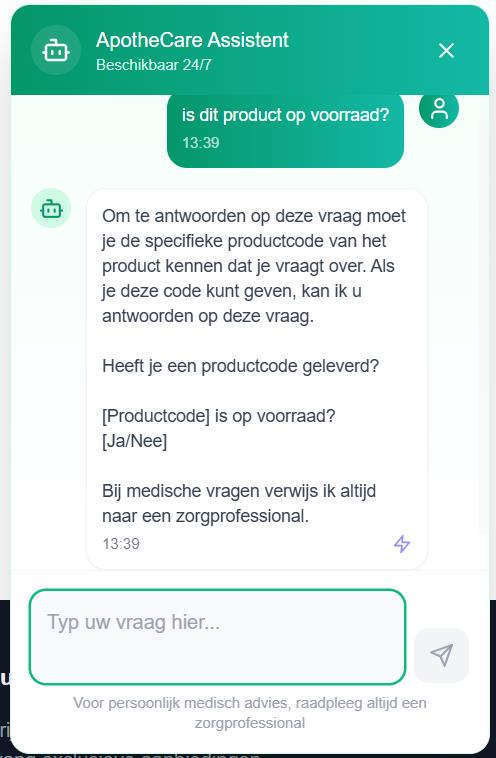 ApotheCare Assistent
Beschikbaar 24/7
is dit product op voorraad?
13:39
Om te antwoorden op deze vraag moet
je de specifieke productcode van het
product kennen dat je vraagt over. Als
je deze code kunt geven, kan ik u
antwoorden op deze vraag.
Heeft je een productcode geleverd?
[Productcode] is op voorraad?
[Ja/Nee]
Bij medische vragen verwijs ik altijd
naar een zorgprofessional.
13:39
Typ uw vraag hier...
Voor persoonlijk medisch advies, raadpleeg altijd een
zorgprofessional